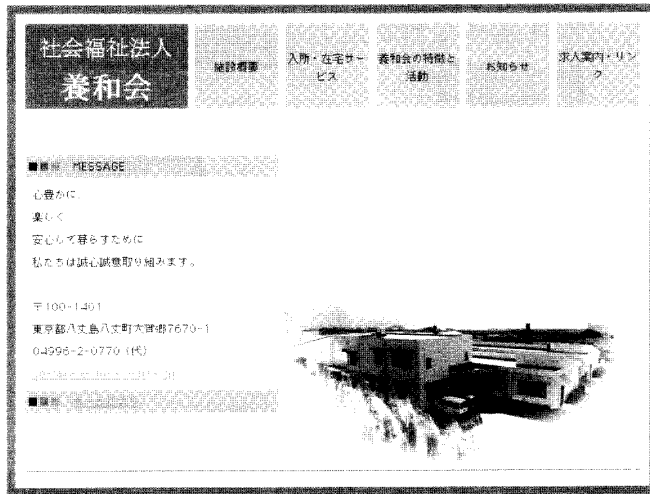 社会福祉法人
養和会
施設概要
入所・在宅サー
ビス
養和会の特徴と
活動
お知らせ
求人案内・リン
ク
MESSAGE
心豊かに
楽しく
安心して暮らすために
私たちは誠心誠意取り組みます。
〒100-1401
東京都八丈島八丈町大賀郷7670-1
04996-2-0770 (代)